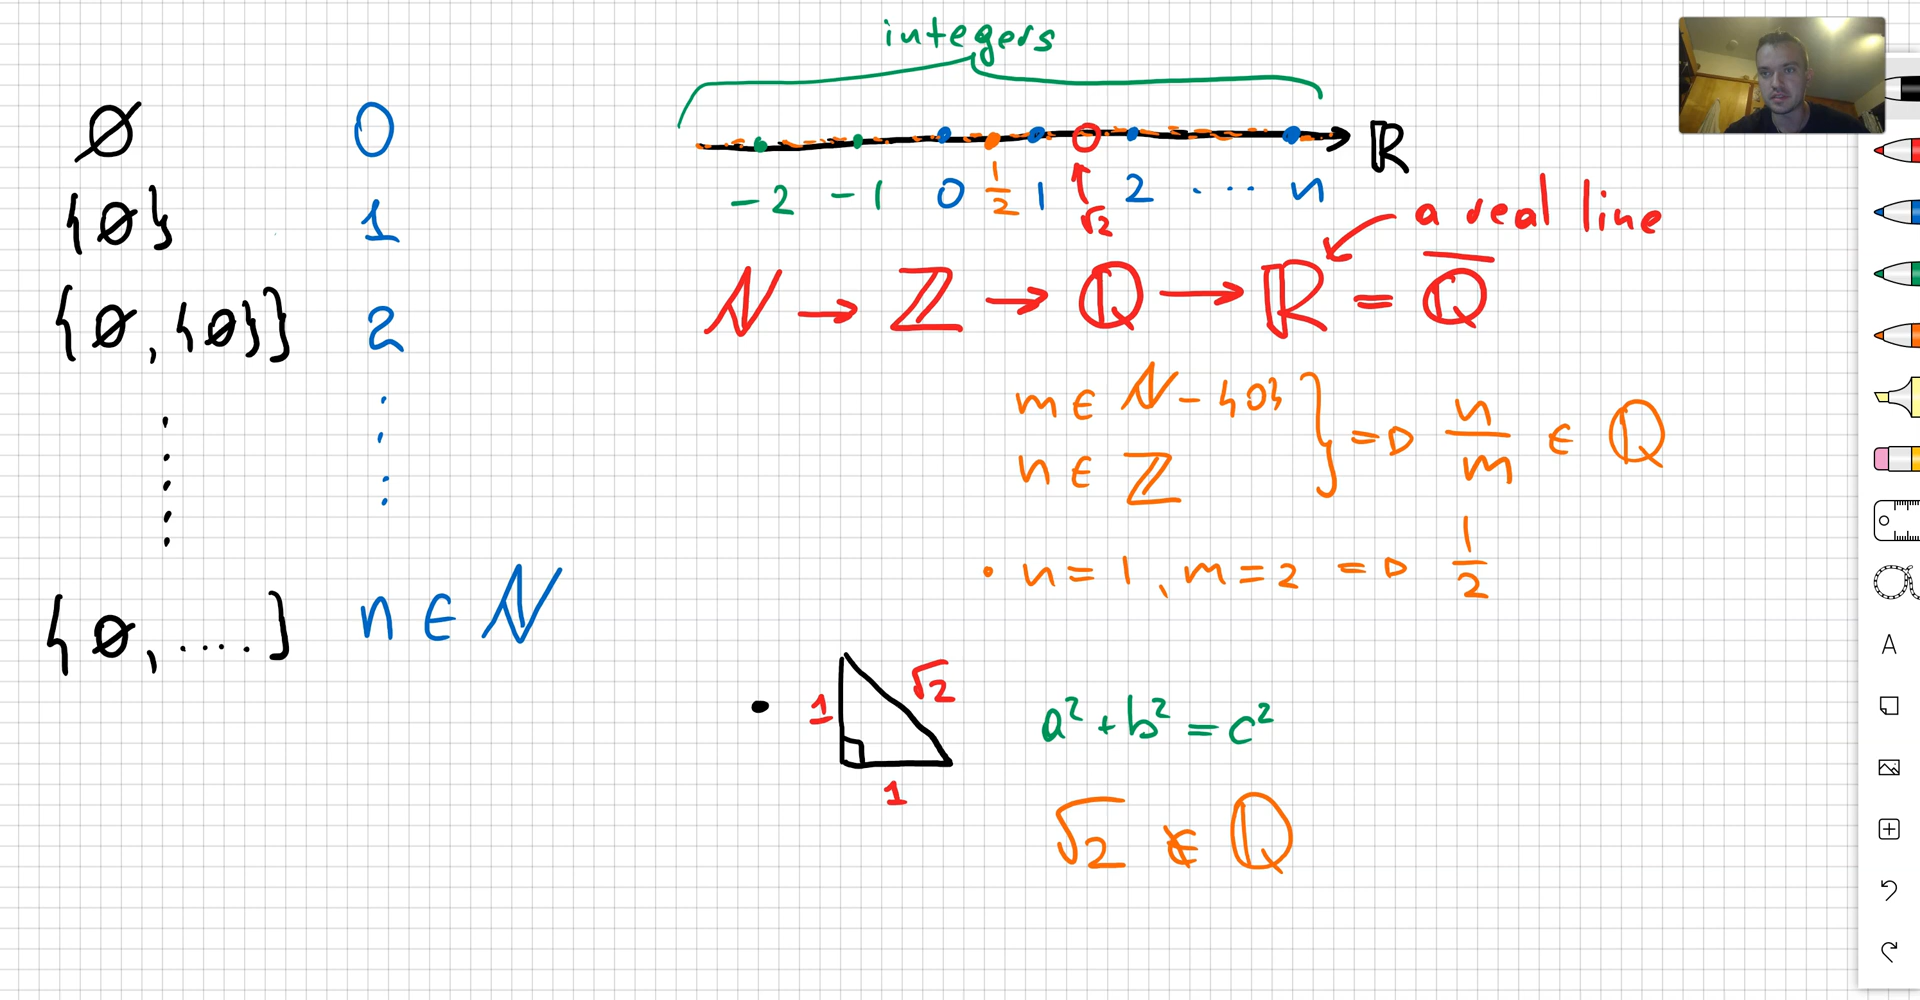 integers
∅ 0
{∅} 1
{∅, {∅}} 2
{∅, ....} n ∈ ℕ
ℝ
-2 -1 0 1/2 1 √2 2 ... n
a real line
ℕ → ℤ → ℚ → ℝ = ℚ̅
m ∈ ℕ - {0}
n ∈ ℤ
} => n/m ∈ ℚ
• n = 1, m = 2 => 1/2
• 1 √2
1
a² + b² = c²
√2 ∉ ℚ
A